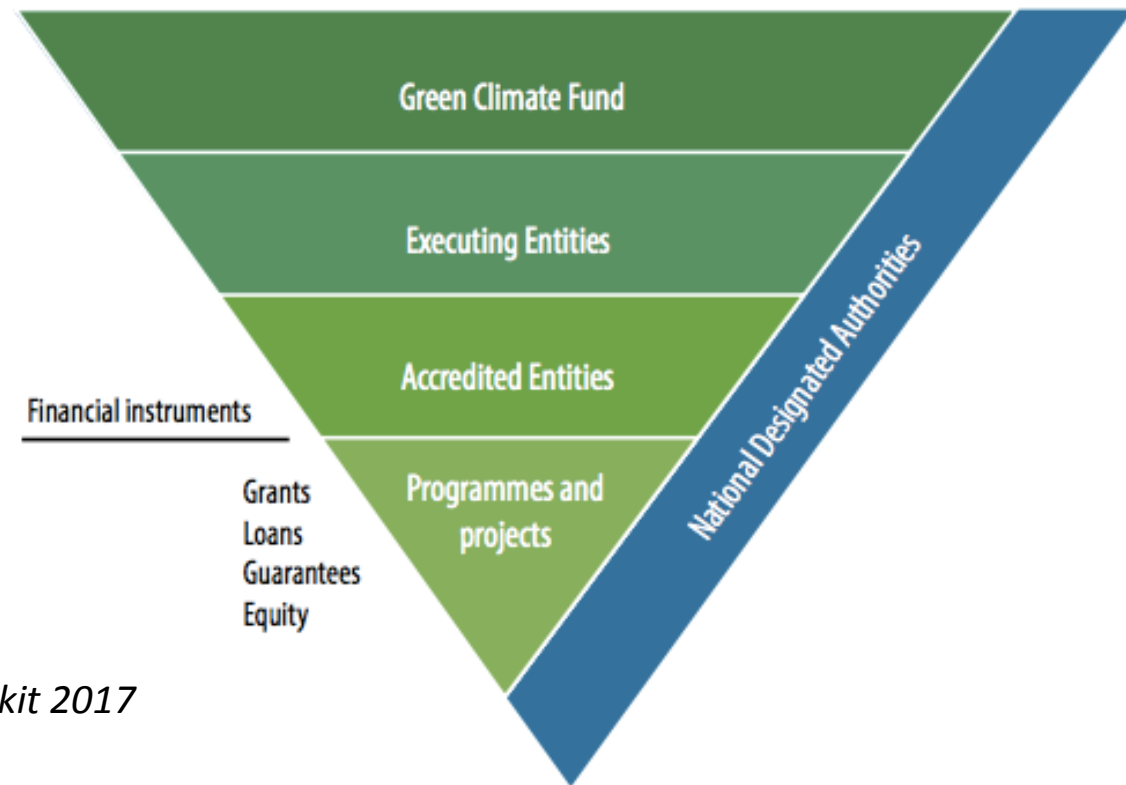 Green Climate Fund
Executing Entities
Accredited Entities
Programmes and
projects
National Designated Authorities
Financial instruments
Grants
Loans
Guarantees
Equity
kit 2017